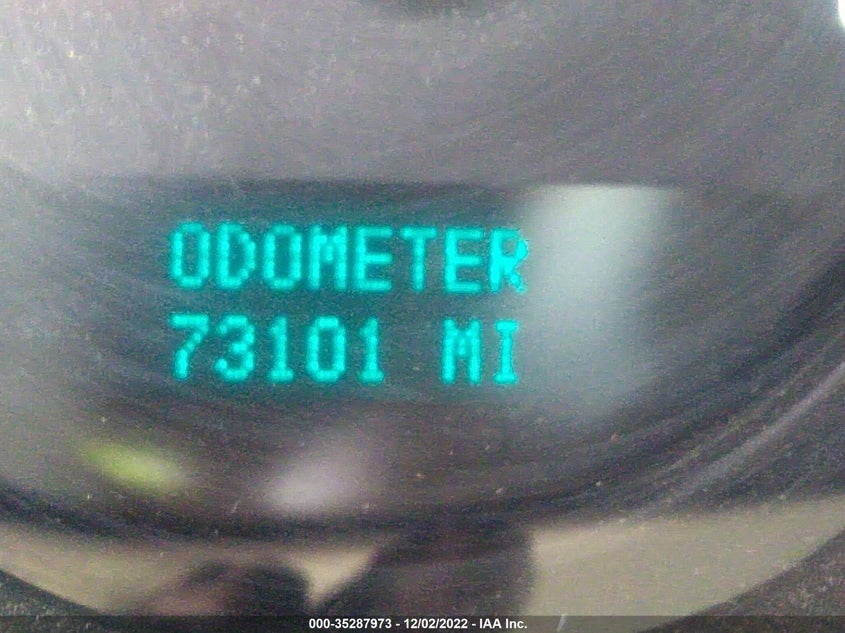 ODOMETER
73101 MI
000-35287973 - 12/02/2022 - IAA Inc.